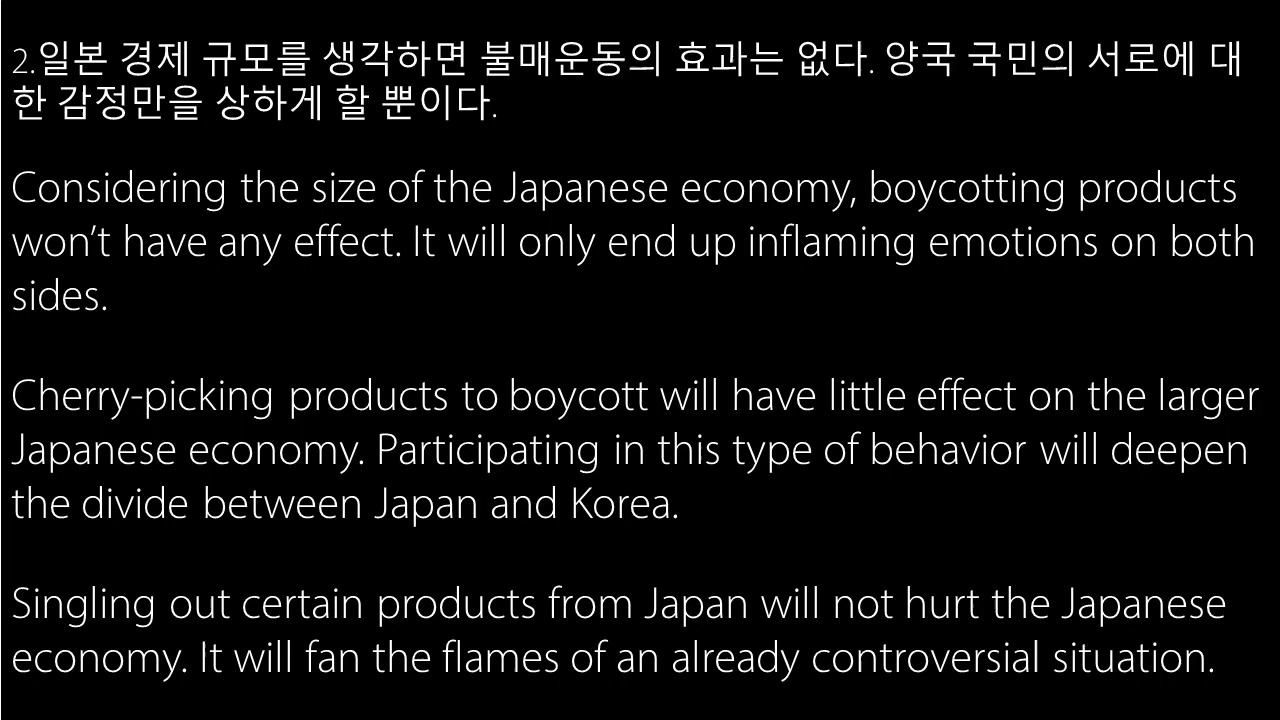 2.일본 경제 규모를 생각하면 불매운동의 효과는 없다. 양국 국민의 서로에 대
한 감정만을 상하게 할 뿐이다.
Considering the size of the Japanese economy, boycotting products
won’t have any effect. It will only end up inflaming emotions on both
sides.
Cherry-picking products to boycott will have little effect on the larger
Japanese economy. Participating in this type of behavior will deepen
the divide between Japan and Korea.
Singling out certain products from Japan will not hurt the Japanese
economy. It will fan the flames of an already controversial situation.